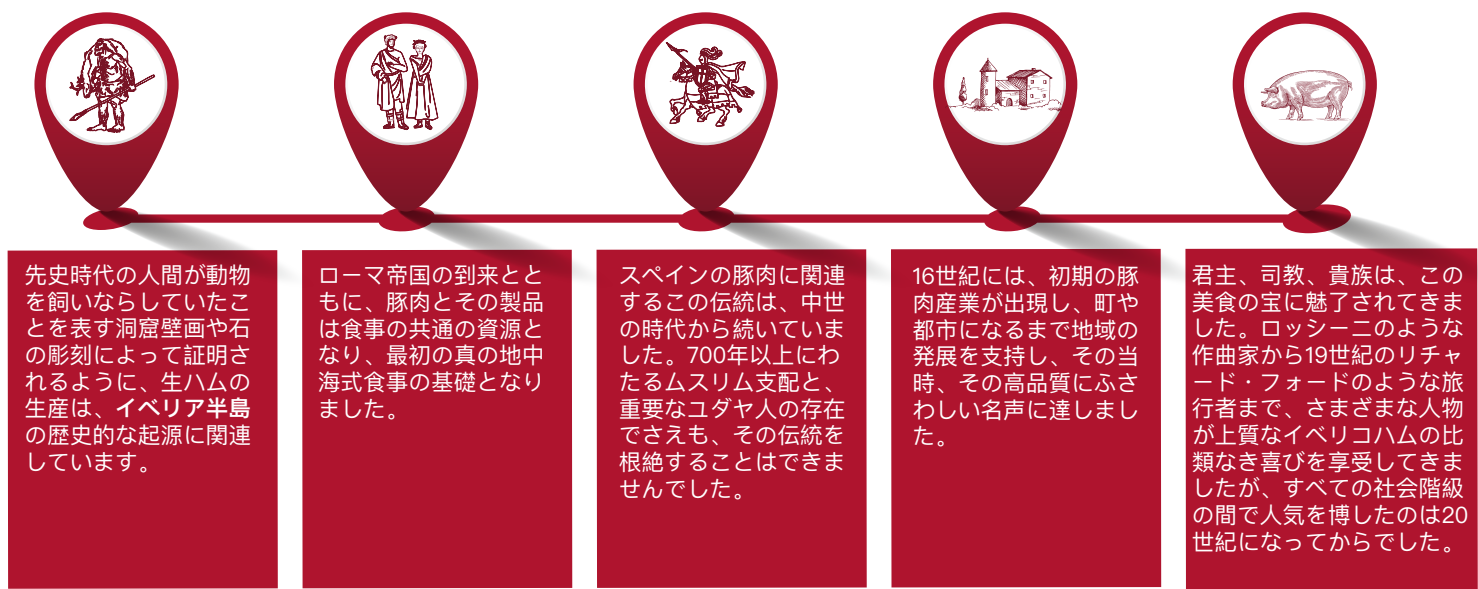 先史時代の人間が動物
を飼いならしていたこ
とを表す洞窟壁画や石
の彫刻によって証明さ
れるように、生ハムの
生産は、イベリア半島
の歴史的な起源に関連
しています。
ローマ帝国の到来とと
もに、豚肉とその製品
は食事の共通の資源と
なり、最初の真の地中
海式食事の基礎となり
ました。
スペインの豚肉に関連
するこの伝統は、中世
の時代から続いていま
した。700年以上にわ
たるムスリム支配と、
重要なユダヤ人の存在
でさえも、その伝統を
根絶することはできま
せんでした。
16世紀には、初期の豚
肉産業が出現し、町や
都市になるまで地域の
発展を支持し、その当
時、その高品質にふさ
わしい名声に達しまし
た。
君主、司教、貴族は、この
美食の宝に魅了されてきま
した。ロッシーニのような
作曲家から19世紀のリチャ
ード・フォードのような旅
行者まで、さまざまな人物
が上質なイベリコハムの比
類なき喜びを享受してきま
したが、すべての社会階級
の間で人気を博したのは20
世紀になってからでした。